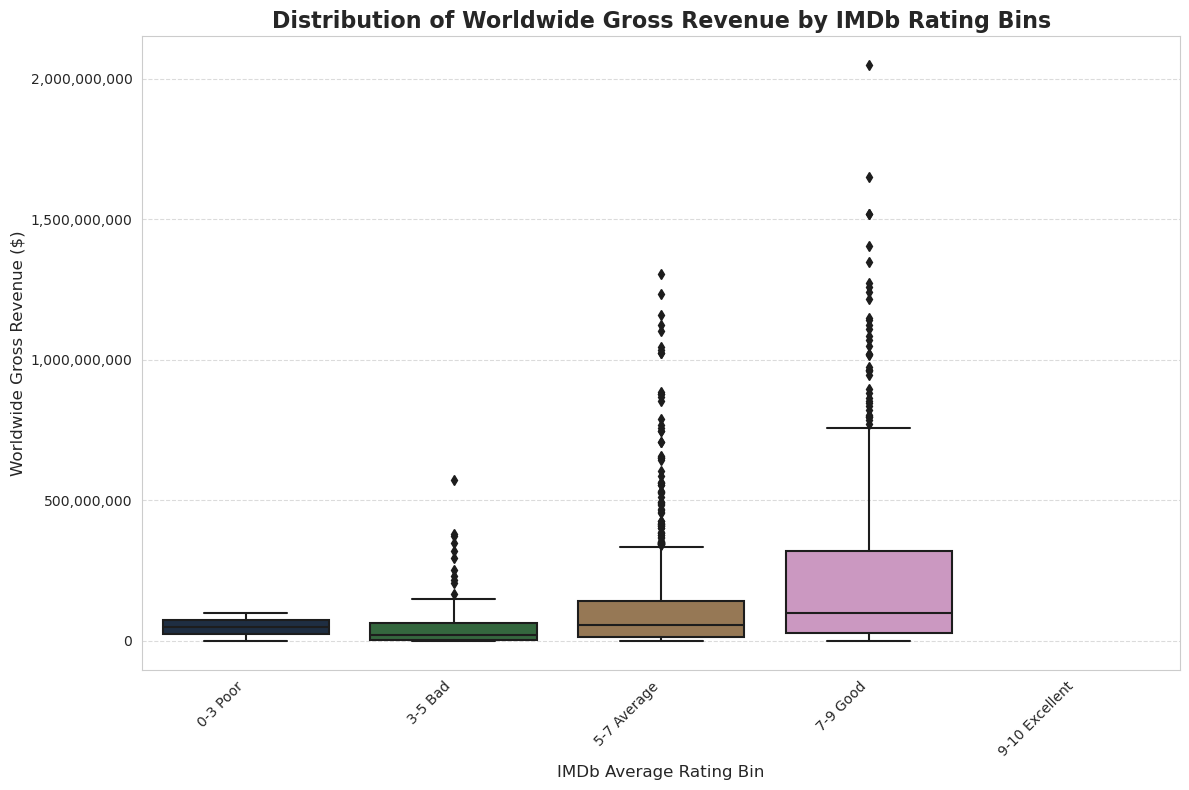 Distribution of Worldwide Gross Revenue by IMDb Rating Bins
Worldwide Gross Revenue ($)
2,000,000,000
1,500,000,000
1,000,000,000
500,000,000
0
0-3 Poor
3-5 Bad
5-7 Average
7-9 Good
9-10 Excellent
IMDb Average Rating Bin